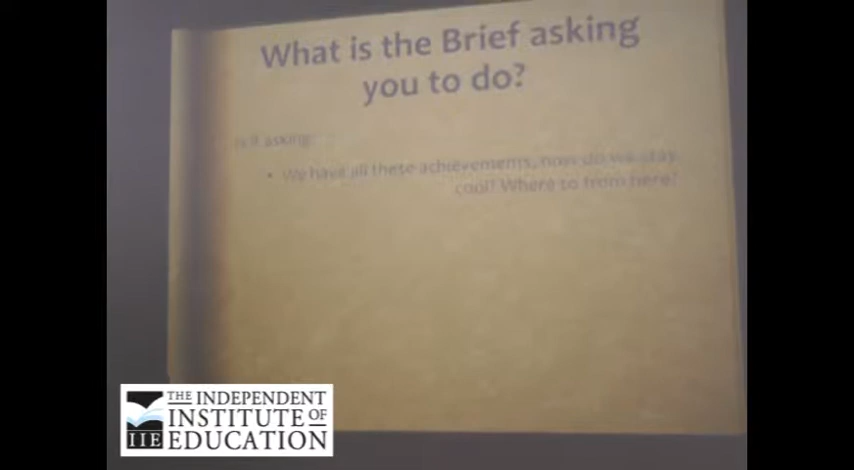 What is the Brief asking
you to do?
Is it asking:
• We have all these achievements, how do we stay
cool? Where to from here?
THE INDEPENDENT
INSTITUTE OF
EDUCATION
IIE